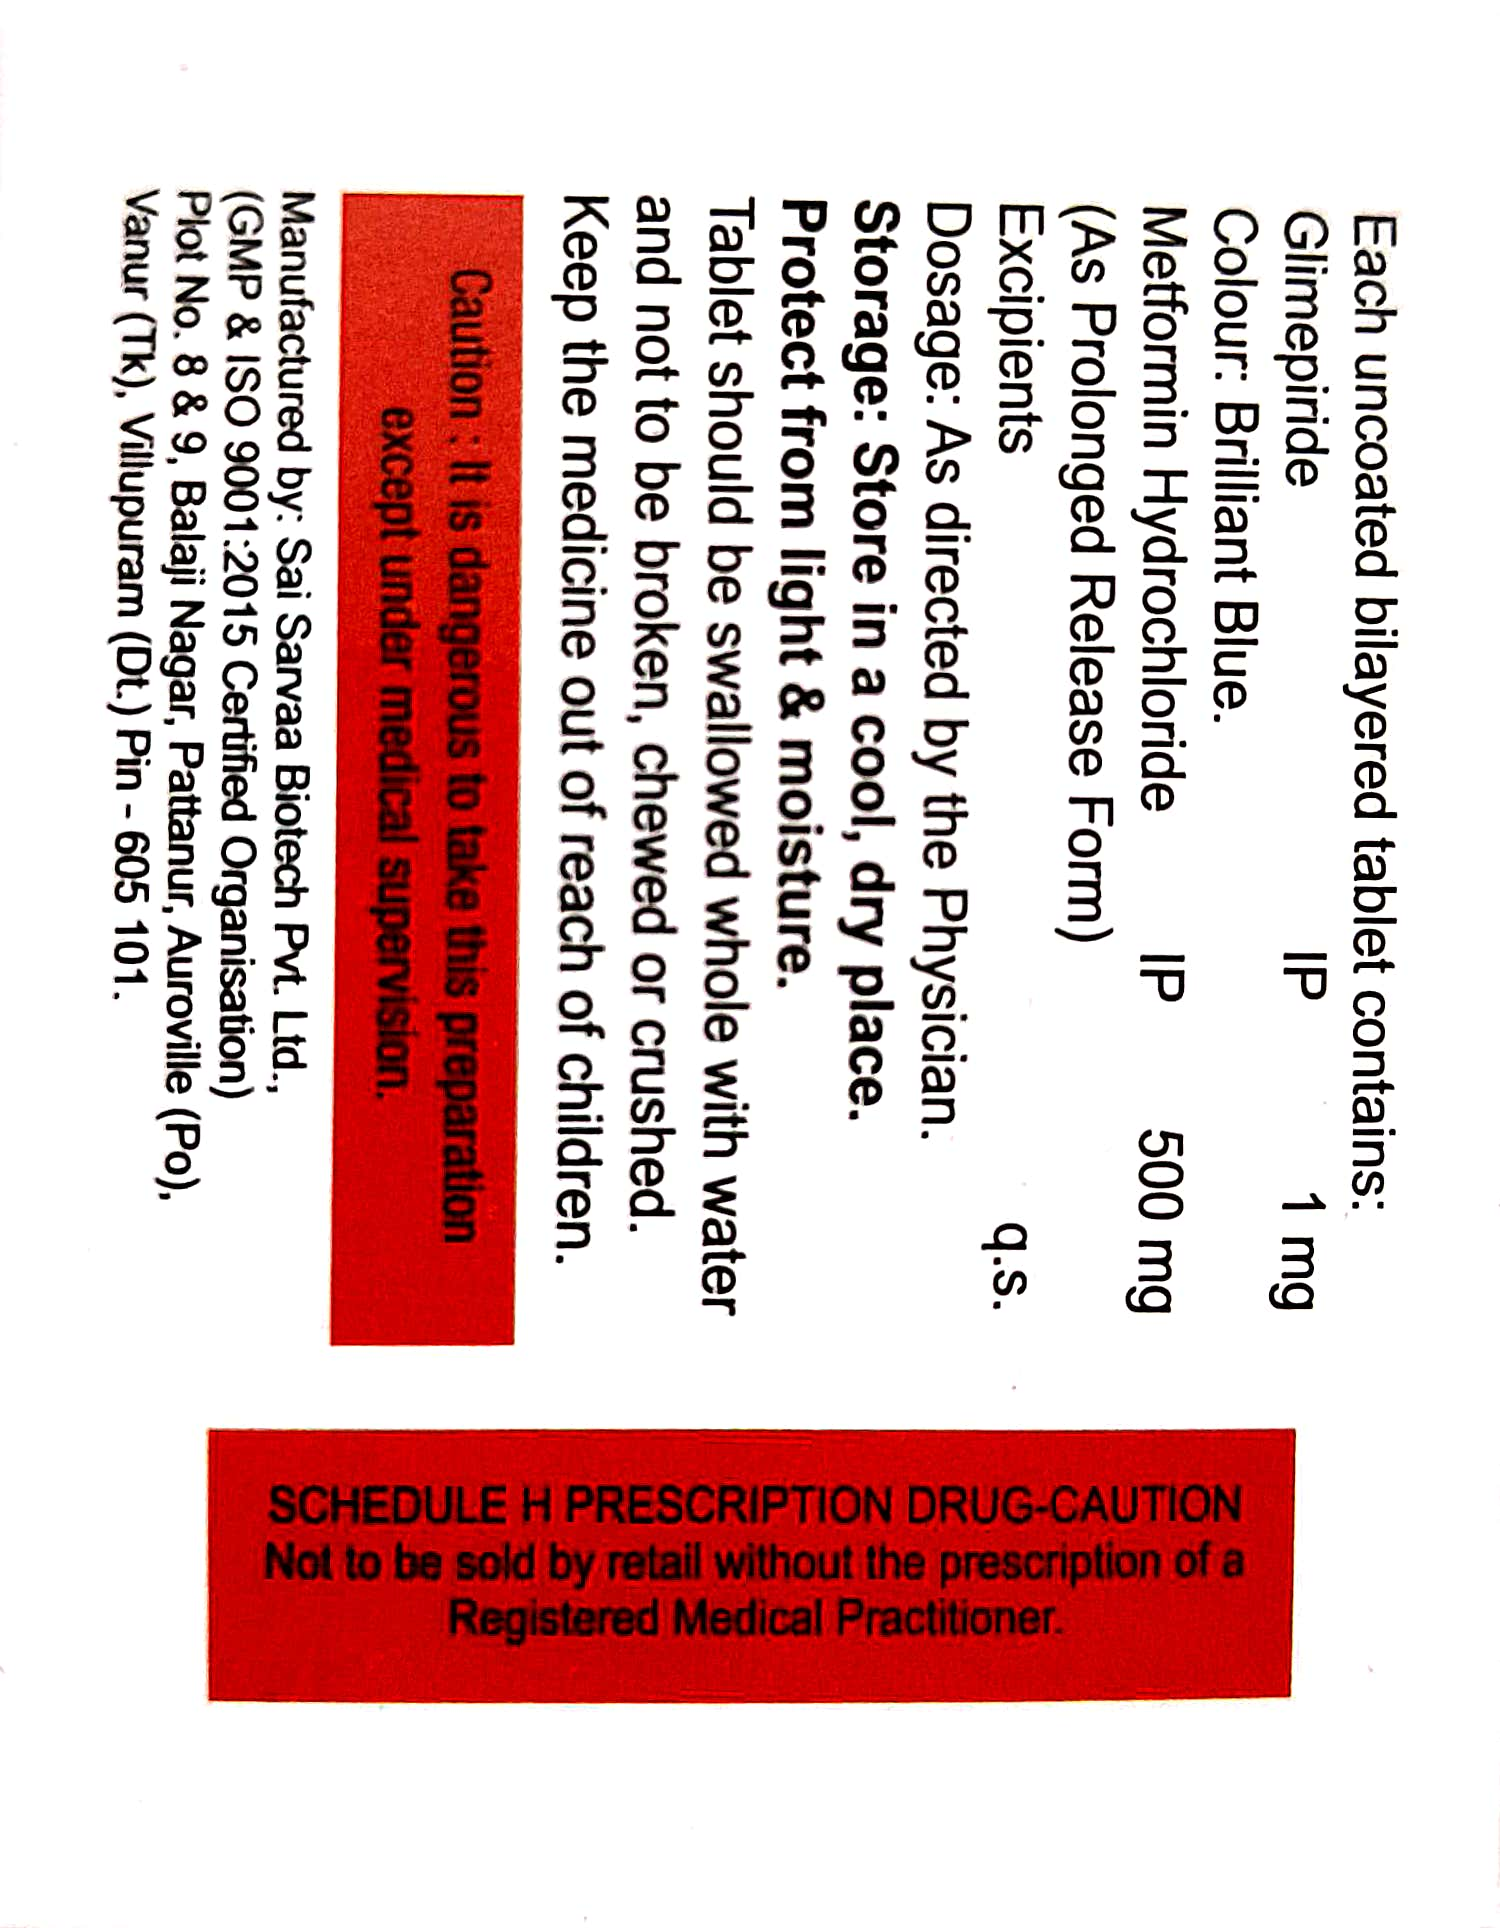 Each uncoated bilayered tablet contains:
Glimepiride IP 1 mg
Colour: Brilliant Blue.
Metformin Hydrochloride IP 500 mg
(As Prolonged Release Form)
Excipients q.s.
Dosage: As directed by the Physician.
Storage: Store in a cool, dry place.
Protect from light & moisture.
Tablet should be swallowed whole with water
and not to be broken, chewed or crushed.
Keep the medicine out of reach of children.
Caution : It is dangerous to take this preparation
except under medical supervision.
Manufactured by: Sai Sarvaa Biotech Pvt. Ltd.,
(GMP & ISO 9001:2015 Certified Organisation)
Plot No. 8 & 9, Balaji Nagar, Pattanur, Auroville (Po),
Vanur (Tk), Villupuram (Dt.) Pin - 605 101.
SCHEDULE H PRESCRIPTION DRUG-CAUTION
Not to be sold by retail without the prescription of a
Registered Medical Practitioner.